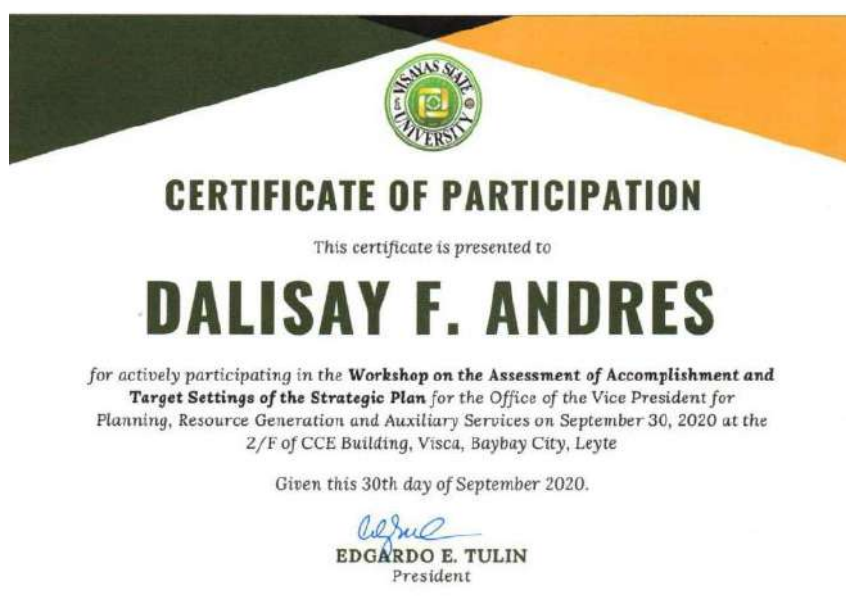 VISAYAS STATE
UNIVERSITY
CERTIFICATE OF PARTICIPATION
This certificate is presented to
DALISAY F. ANDRES
for actively participating in the Workshop on the Assessment of Accomplishment and
Target Settings of the Strategic Plan for the Office of the Vice President for
Planning, Resource Generation and Auxiliary Services on September 30, 2020 at the
2/F of CCE Building, Visca, Baybay City, Leyte
Given this 30th day of September 2020.
EDGARDO E. TULIN
President